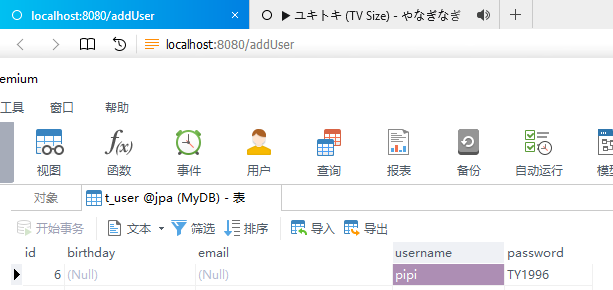 localhost:8080/addUser
▶ ユキトキ (TV Size) - やなぎなぎ
localhost:8080/addUser
emium
工具 窗口 帮助
视图 函数 事件 用户 查询 报表 备份 自动运行 模
对象 t_user @jpa (MyDB) - 表
开始事务 文本 筛选 排序 导入 导出
id birthday email username password
6 (Null) (Null) pipi TY1996